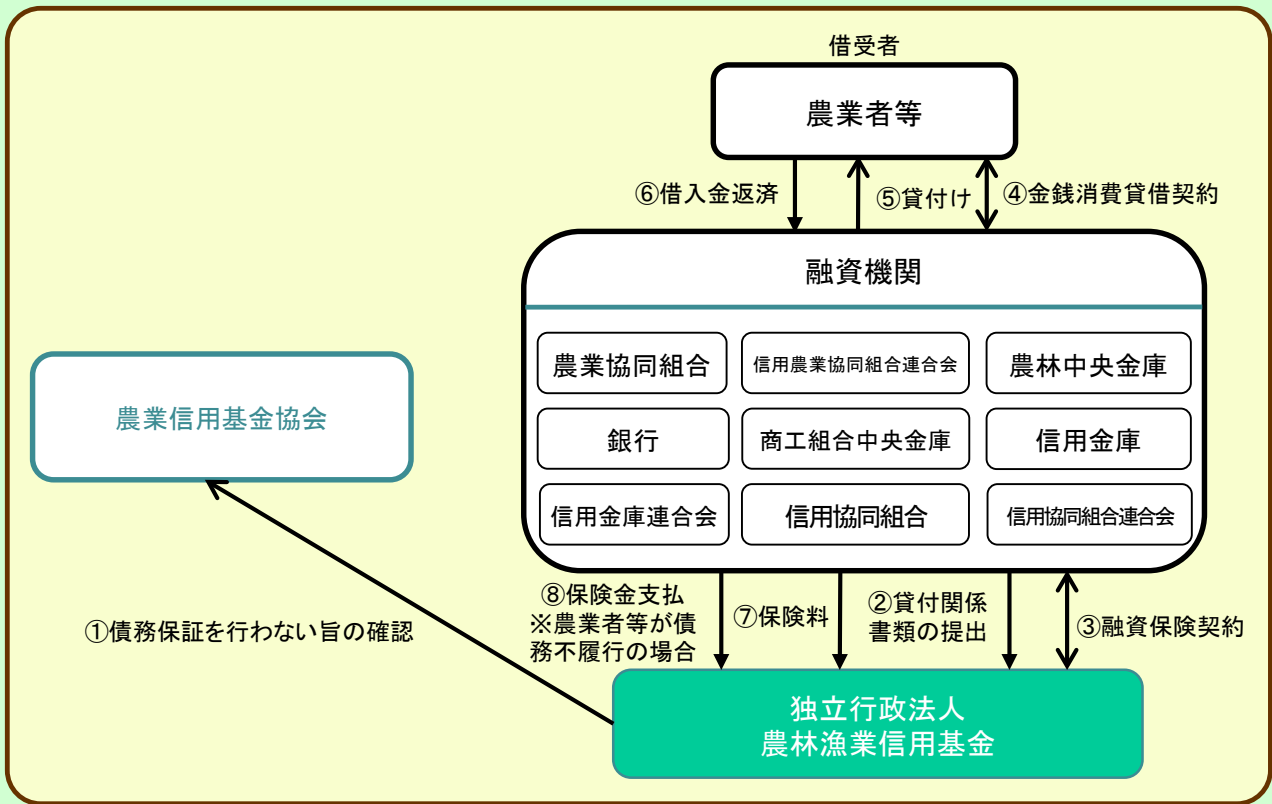 借受者
農業者等
⑥借入金返済
⑤貸付け
④金銭消費貸借契約
融資機関
農業協同組合
信用農業協同組合連合会
農林中央金庫
銀行
商工組合中央金庫
信用金庫
信用金庫連合会
信用協同組合
信用協同組合連合会
農業信用基金協会
①債務保証を行わない旨の確認
⑧保険金支払
※農業者等が債
務不履行の場合
⑦保険料
②貸付関係
書類の提出
③融資保険契約
独立行政法人
農林漁業信用基金